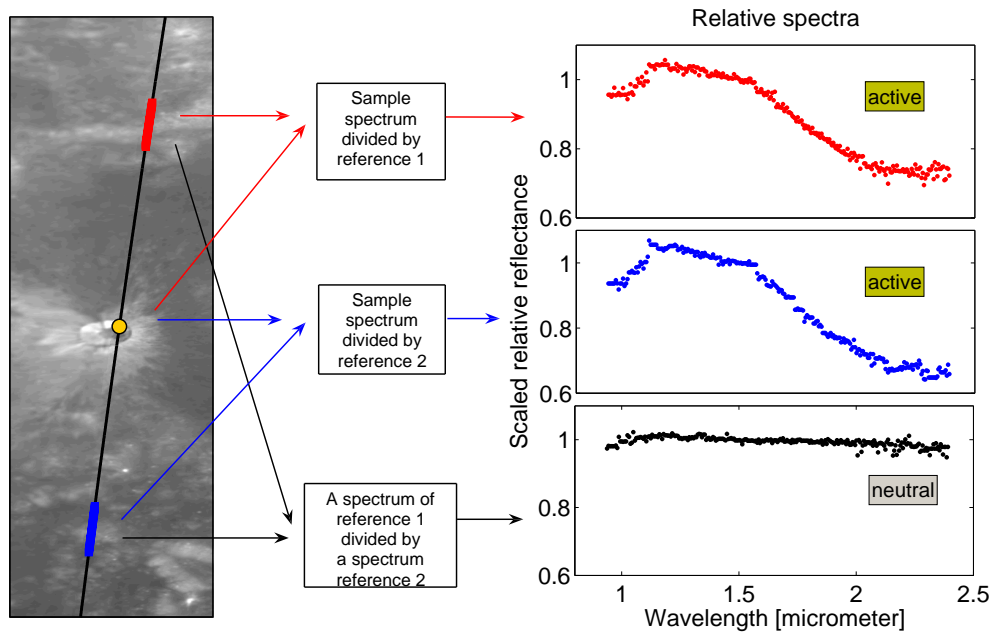 Relative spectra
Sample
spectrum
divided by
reference 1
Sample
spectrum
divided by
reference 2
A spectrum of
reference 1
divided by
a spectrum
reference 2
Scaled relative reflectance
1
0.8
0.6
active
1
0.8
0.6
active
1
0.8
0.6
neutral
1
1.5
2
2.5
Wavelength [micrometer]